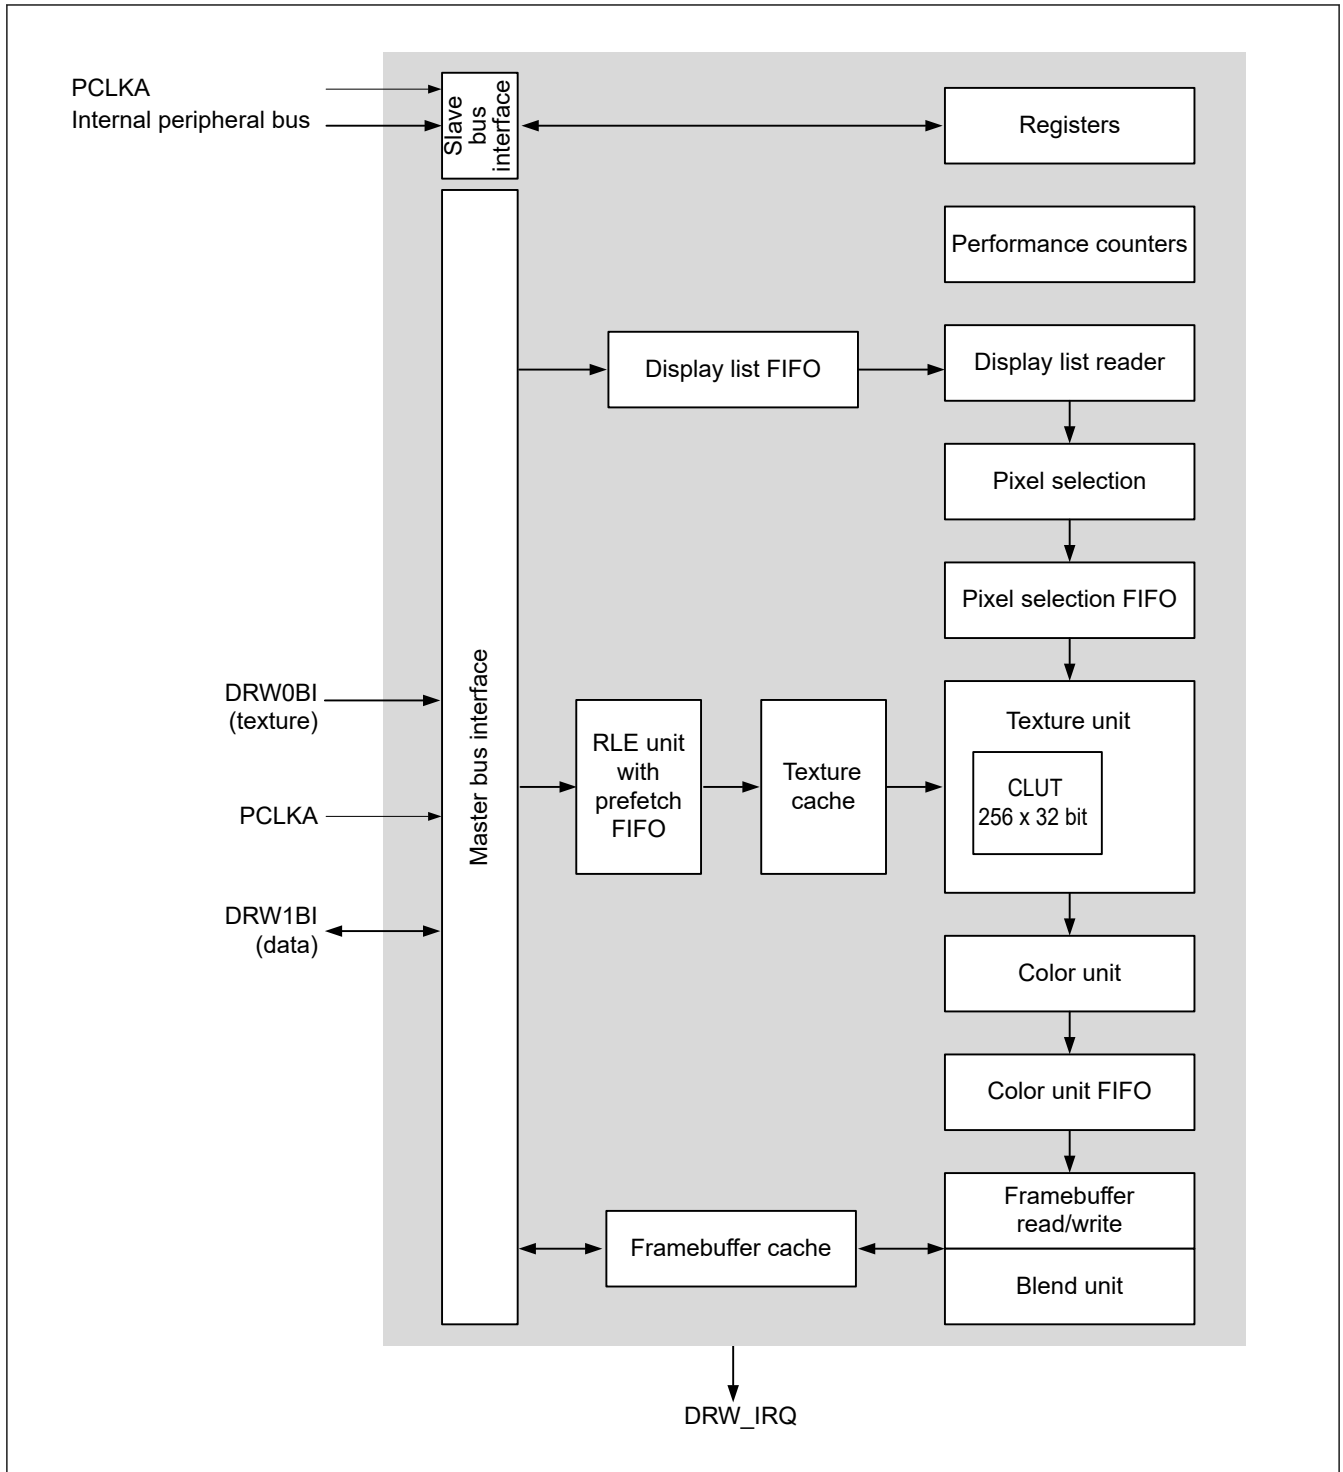 PCLKA
Internal peripheral bus
Slave
bus
interface
Registers
Performance counters
Display list FIFO
Display list reader
Pixel selection
Pixel selection FIFO
DRW0BI
(texture)
PCLKA
DRW1BI
(data)
Master bus interface
RLE unit
with
prefetch
FIFO
Texture
cache
Texture unit
CLUT
256 x 32 bit
Color unit
Color unit FIFO
Framebuffer
read/write
Framebuffer cache
Blend unit
DRW_IRQ